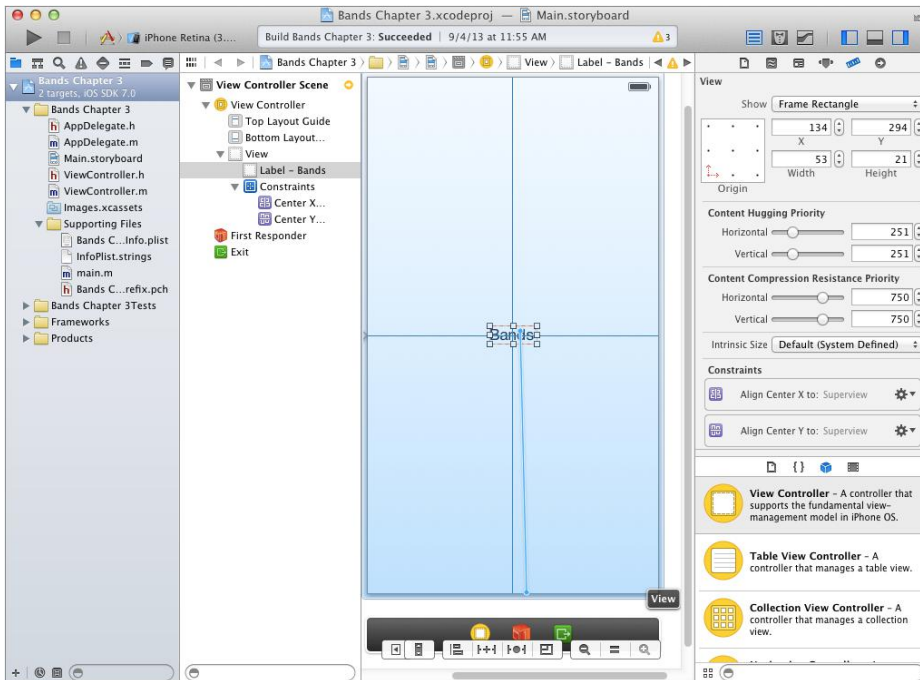 Bands Chapter 3.xcodeproj — Main.storyboard
iPhone Retina (3....
Build Bands Chapter 3: Succeeded | 9/4/13 at 11:55 AM
3
Bands Chapter 3
View
Label – Bands
Bands Chapter 3
2 targets, iOS SDK 7.0
Bands Chapter 3
h AppDelegate.h
m AppDelegate.m
Main.storyboard
h ViewController.h
m ViewController.m
Images.xcassets
Supporting Files
Bands C...Info.plist
InfoPlist.strings
m main.m
h Bands C...refix.pch
Bands Chapter 3Tests
Frameworks
Products
View Controller Scene
View Controller
Top Layout Guide
Bottom Layout...
View
Label – Bands
Constraints
Center X...
Center Y...
First Responder
Exit
Bands
View
View
Show Frame Rectangle
134 294
X Y
53 21
Width Height
Origin
Content Hugging Priority
Horizontal 251
Vertical 251
Content Compression Resistance Priority
Horizontal 750
Vertical 750
Intrinsic Size Default (System Defined)
Constraints
Align Center X to: Superview
Align Center Y to: Superview
{ }
View Controller – A controller that
supports the fundamental view-
management model in iPhone OS.
Table View Controller – A
controller that manages a table view.
Collection View Controller – A
controller that manages a collection
view.